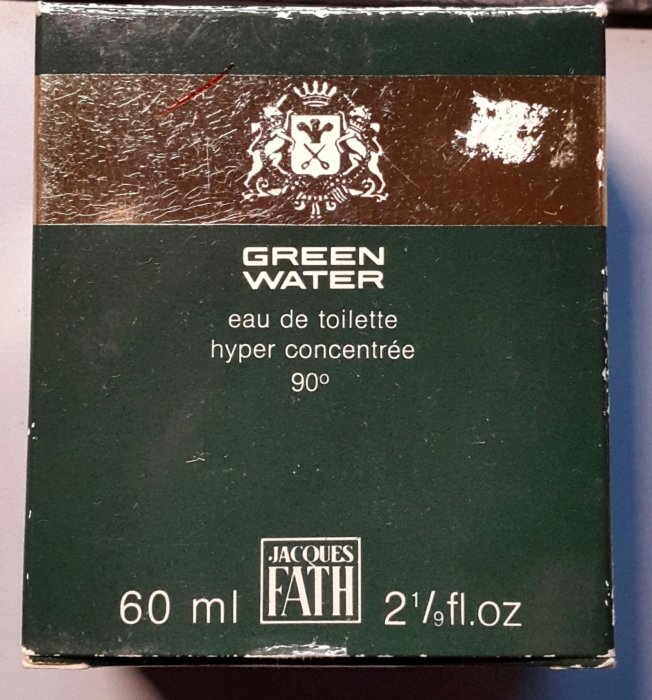 GREEN
WATER
eau de toilette
hyper concentrée
90º
JACQUES
FATH
60 ml 2 1/9 fl.oz